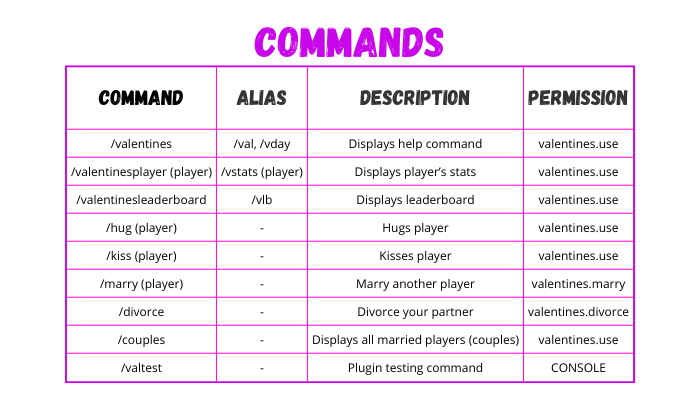 COMMANDS
COMMAND ALIAS DESCRIPTION PERMISSION
/valentines /val, /vday Displays help command valentines.use
/valentinesplayer (player) /vstats (player) Displays player’s stats valentines.use
/valentinesleaderboard /vlb Displays leaderboard valentines.use
/hug (player) - Hugs player valentines.use
/kiss (player) - Kisses player valentines.use
/marry (player) - Marry another player valentines.marry
/divorce - Divorce your partner valentines.divorce
/couples - Displays all married players (couples) valentines.use
/valtest - Plugin testing command CONSOLE